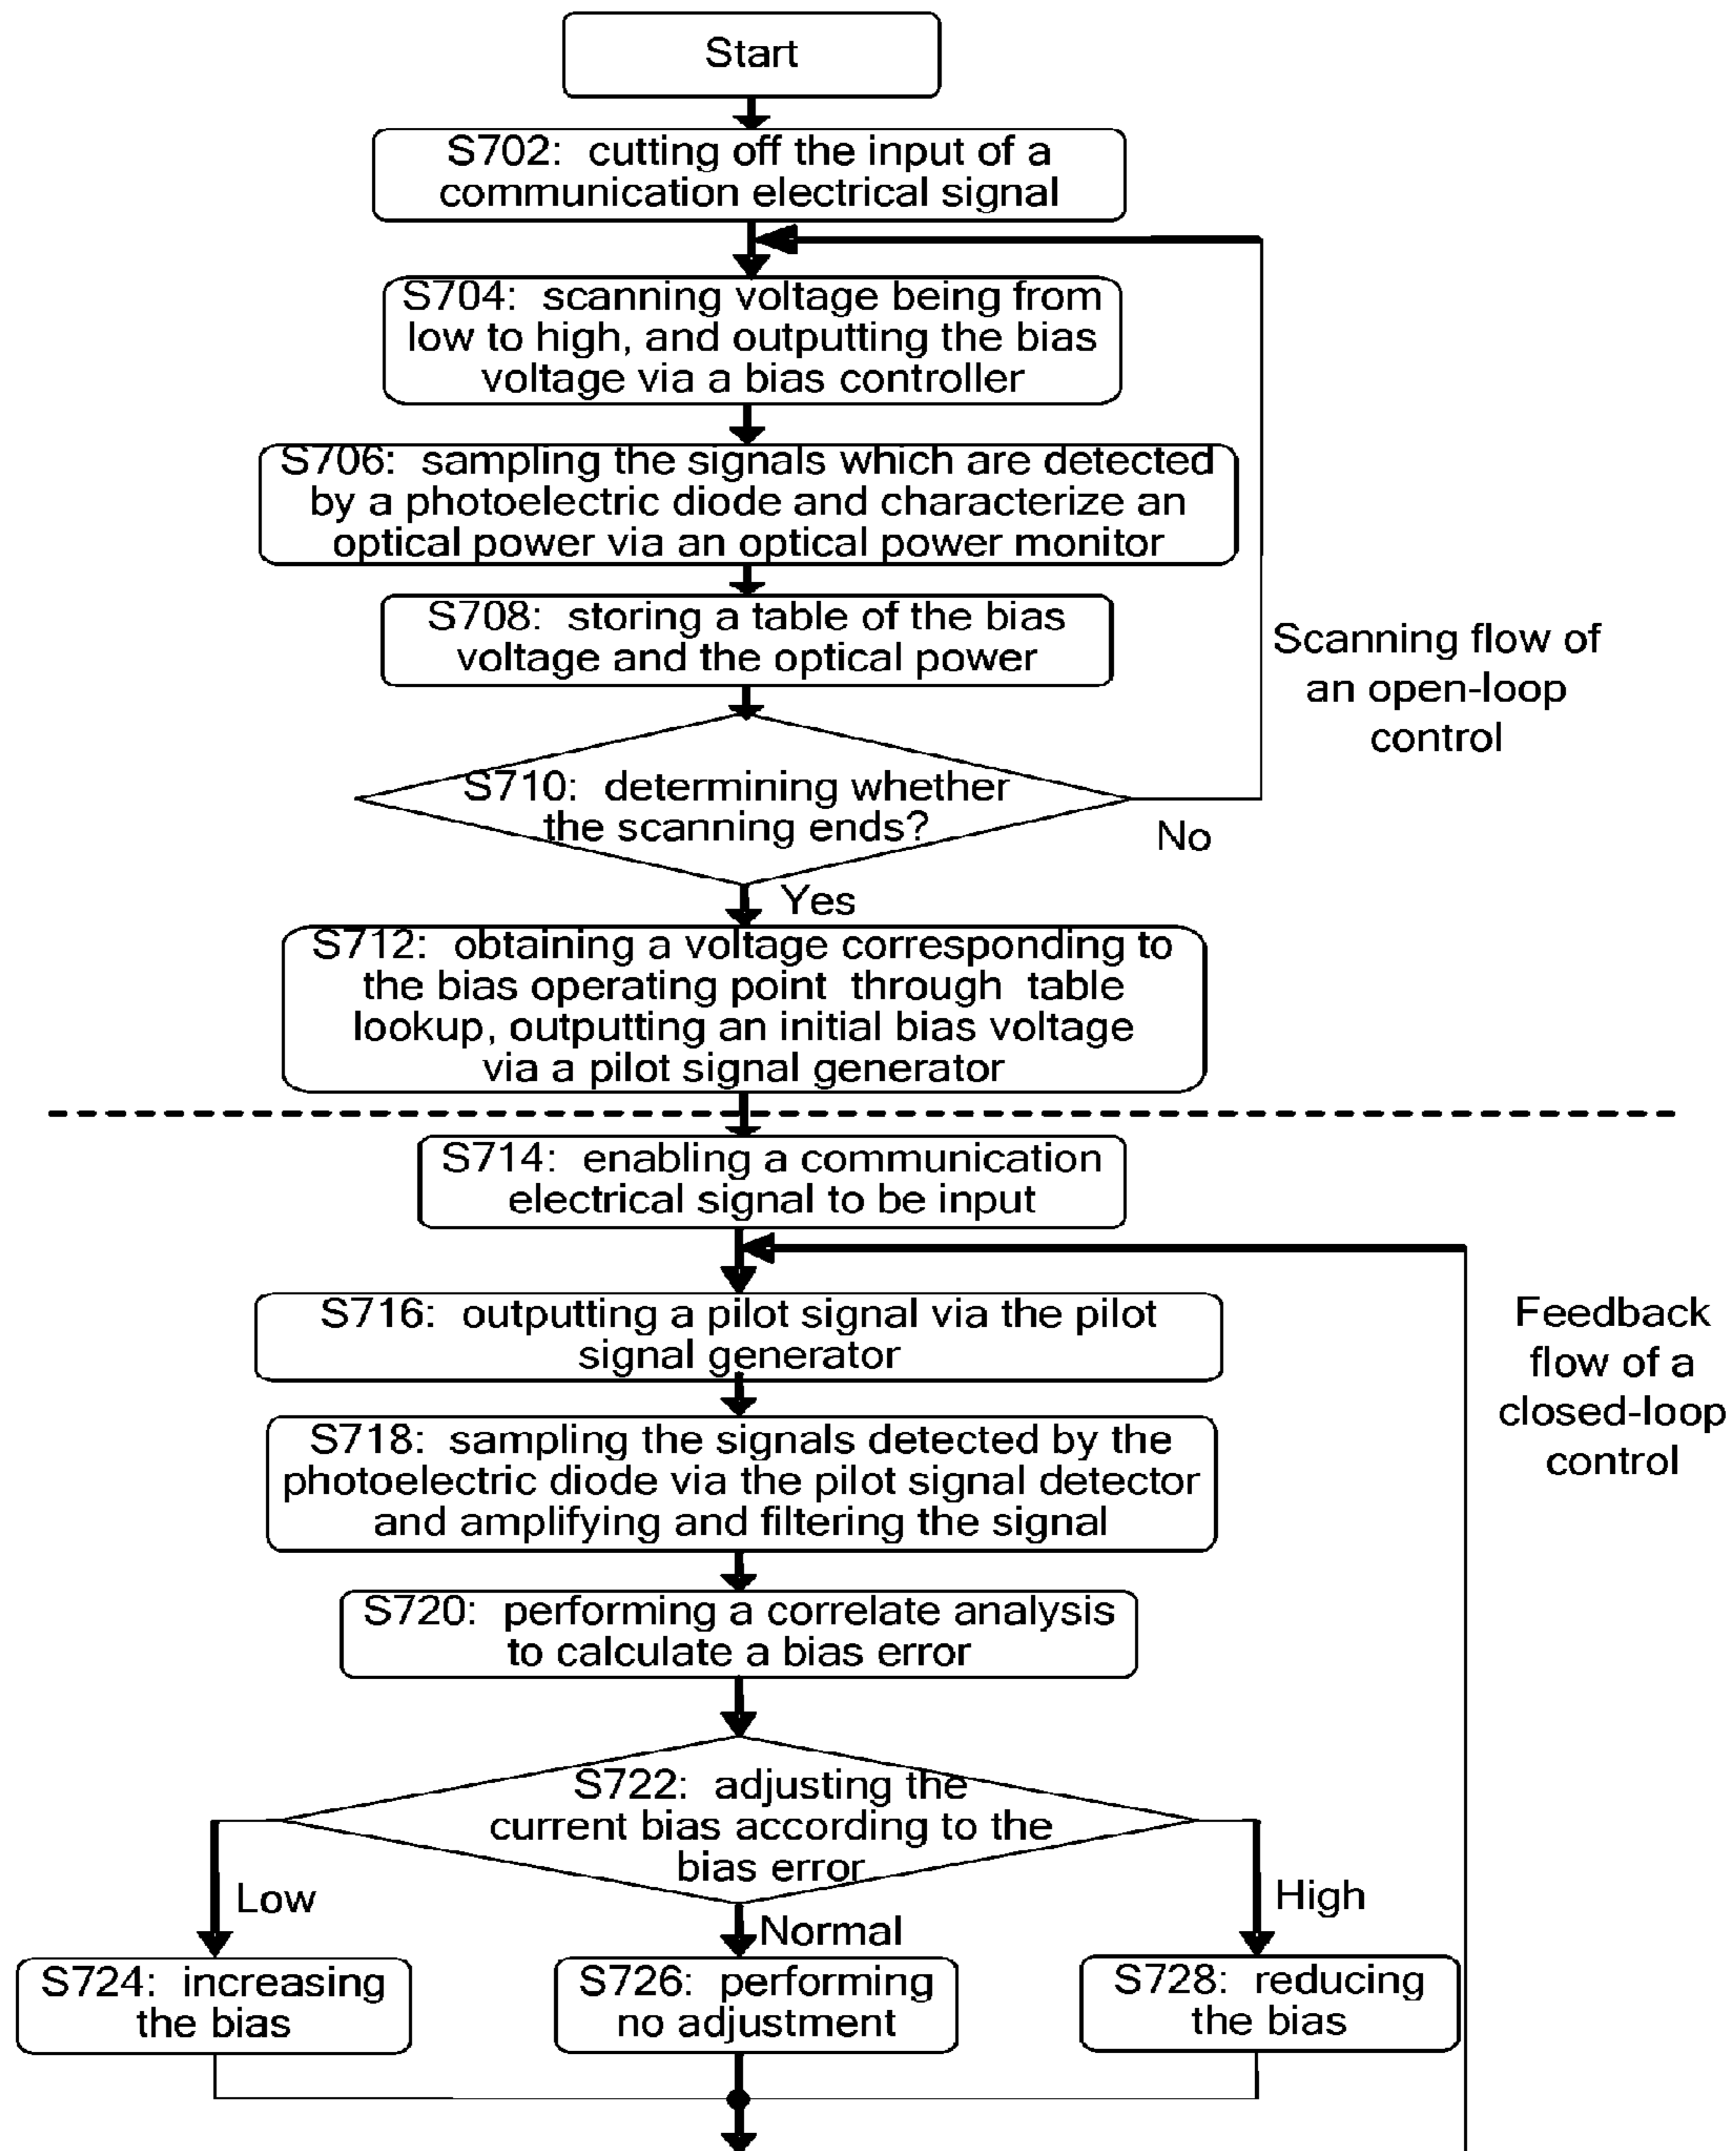 Start
S702: cutting off the input of a
communication electrical signal
S704: scanning voltage being from
low to high, and outputting the bias
voltage via a bias controller
S706: sampling the signals which are detected
by a photoelectric diode and characterize an
optical power via an optical power monitor
S708: storing a table of the bias
voltage and the optical power
Scanning flow of
an open-loop
control
S710: determining whether
the scanning ends?
No
Yes
S712: obtaining a voltage corresponding to
the bias operating point through table
lookup, outputting an initial bias voltage
via a pilot signal generator
S714: enabling a communication
electrical signal to be input
S716: outputting a pilot signal via the pilot
signal generator
Feedback
flow of a
closed-loop
control
S718: sampling the signals detected by the
photoelectric diode via the pilot signal detector
and amplifying and filtering the signal
S720: performing a correlate analysis
to calculate a bias error
S722: adjusting the
current bias according to the
bias error
Low
Normal
High
S724: increasing
the bias
S726: performing
no adjustment
S728: reducing
the bias